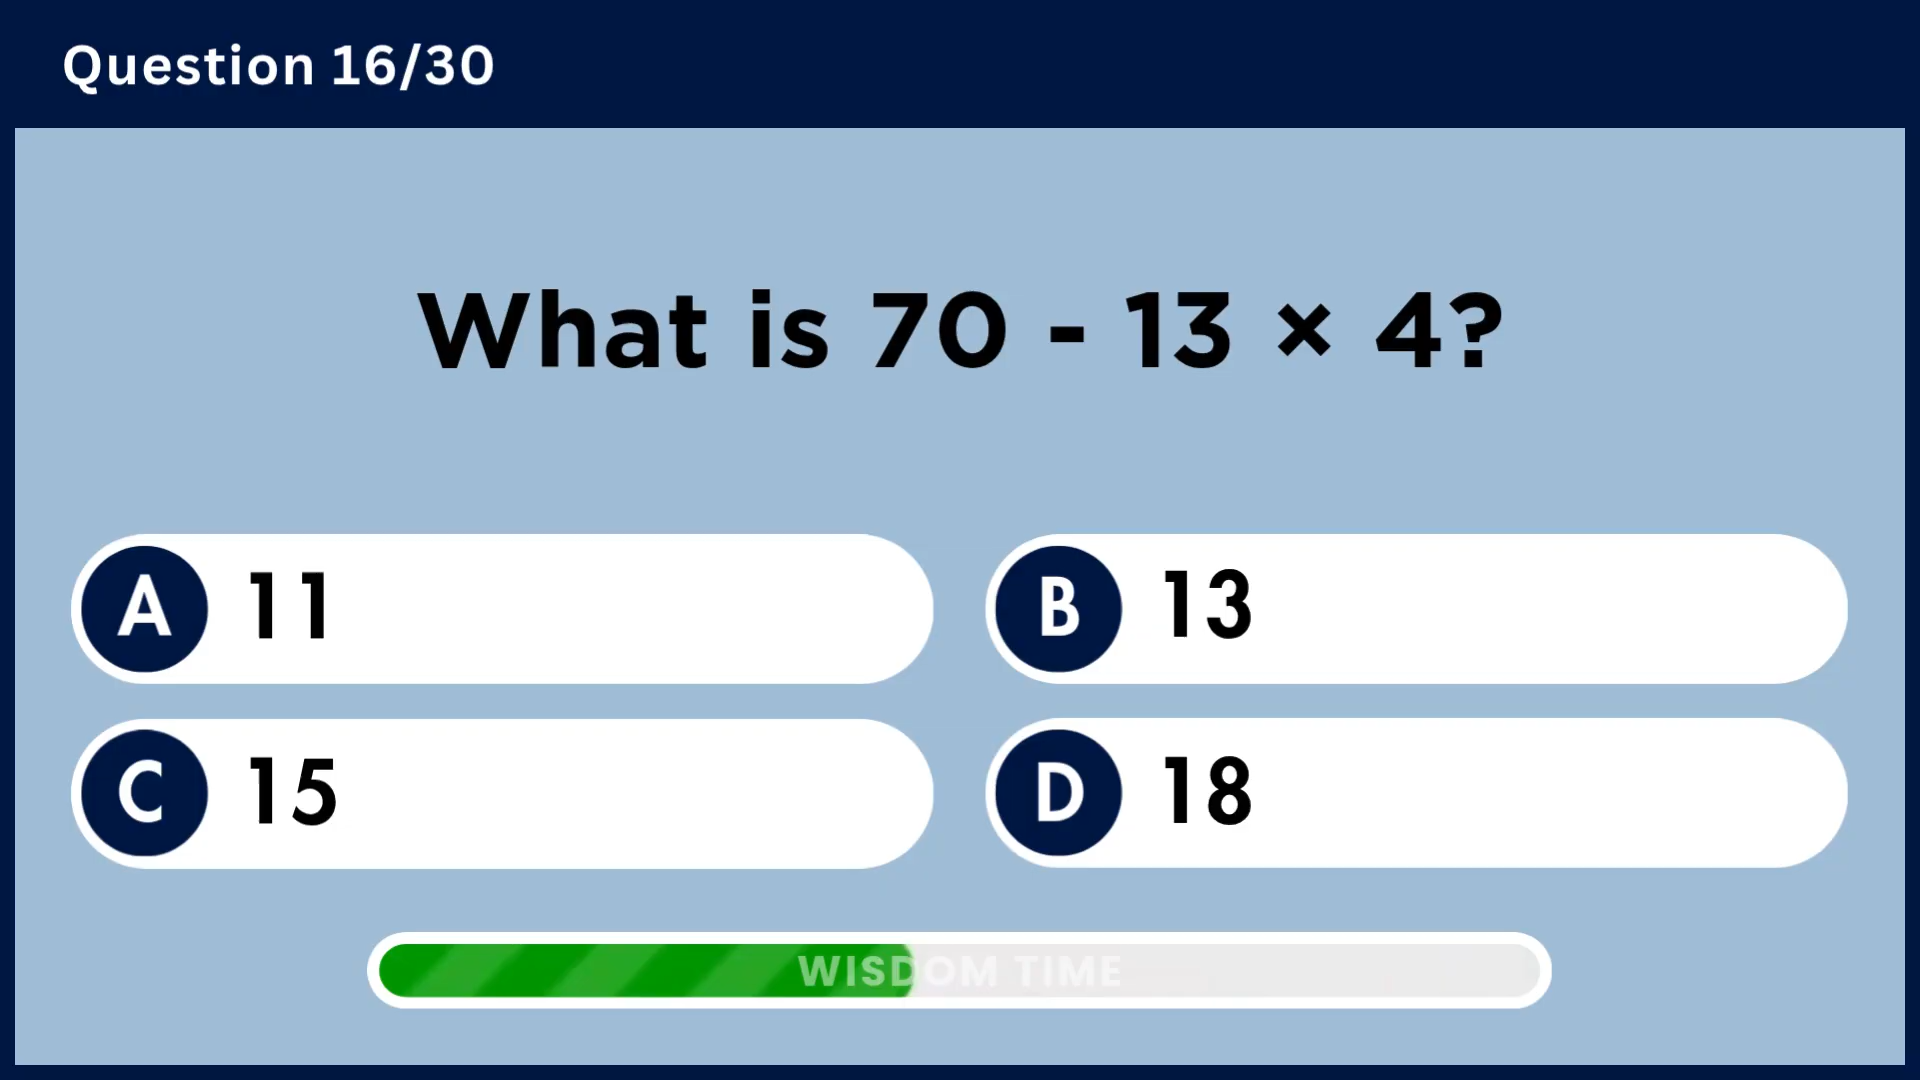 Question 16/30
What is 70 - 13 × 4?
A 11
B 13
C 15
D 18
WISDOM TIME